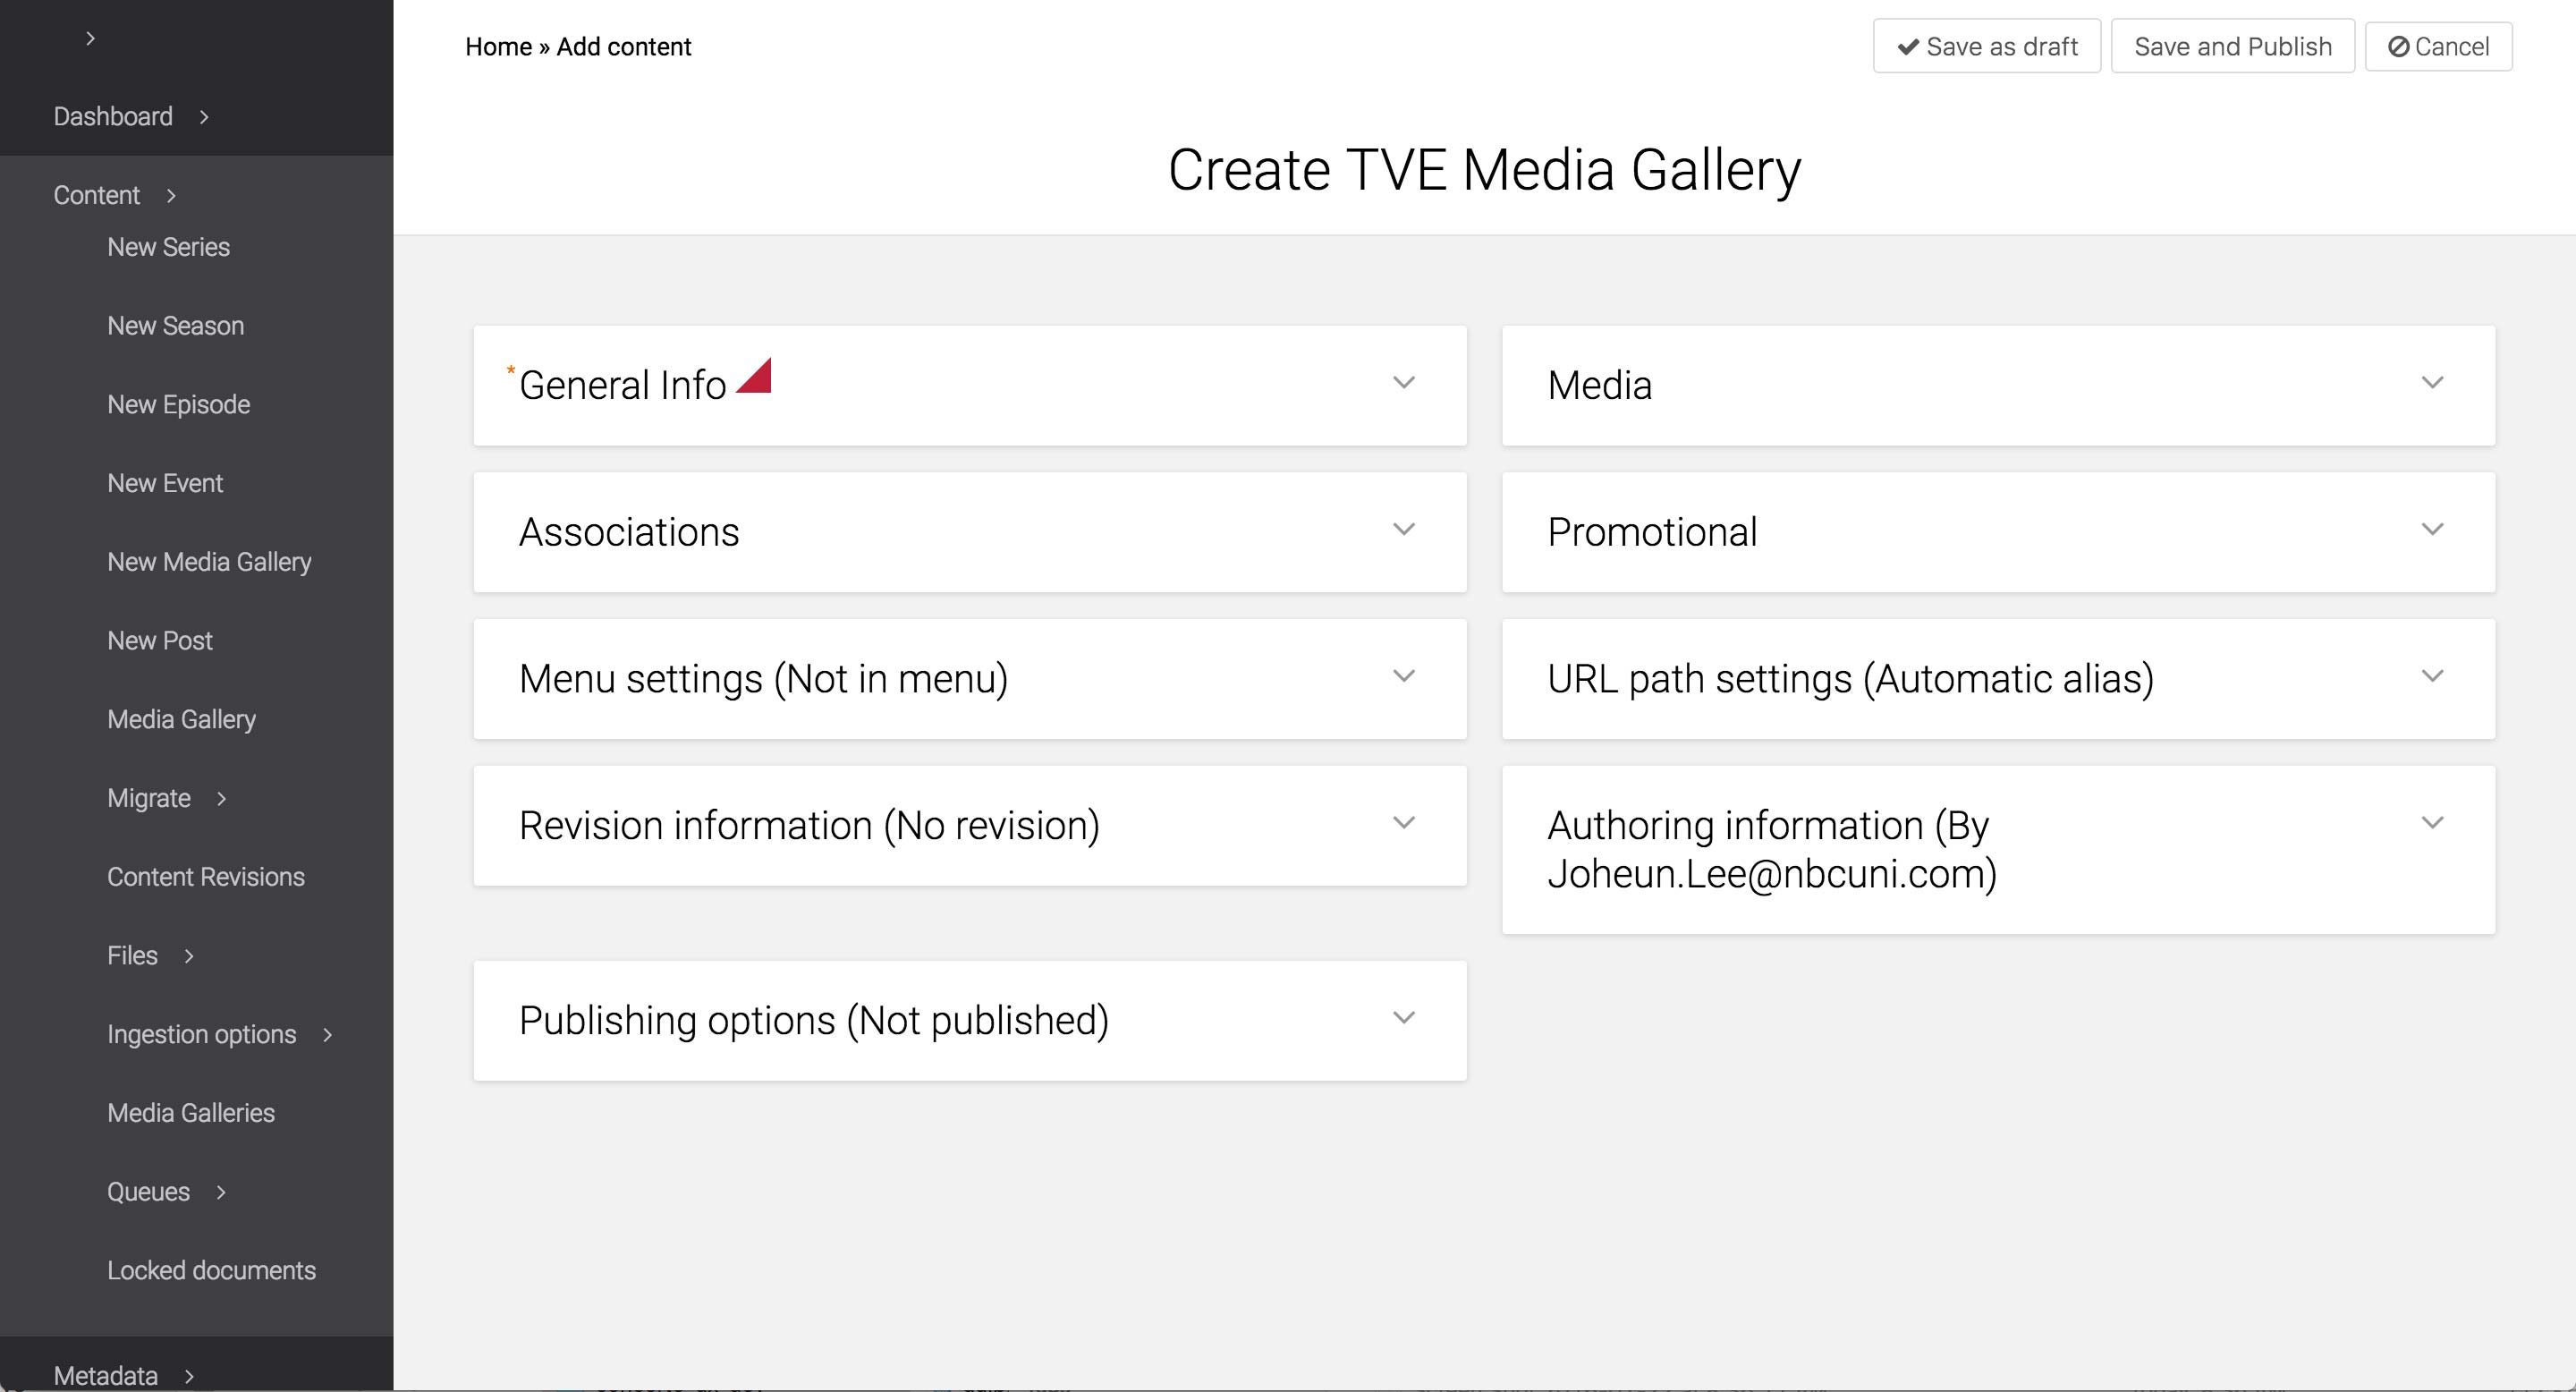 Home » Add content
Save as draft
Save and Publish
Cancel
Create TVE Media Gallery
Dashboard
Content
New Series
New Season
New Episode
New Event
New Media Gallery
New Post
Media Gallery
Migrate
Content Revisions
Files
Ingestion options
Media Galleries
Queues
Locked documents
Metadata
*General Info
Media
Associations
Promotional
Menu settings (Not in menu)
URL path settings (Automatic alias)
Revision information (No revision)
Authoring information (By
Joheun.Lee@nbcuni.com)
Publishing options (Not published)